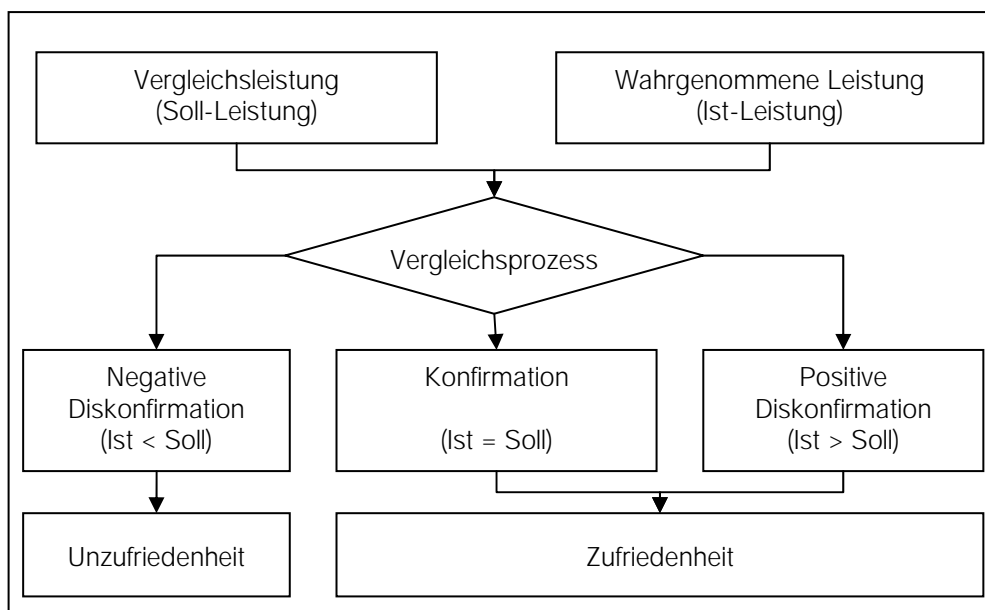 Vergleichsleistung
(Soll-Leistung)
Wahrgenommene Leistung
(Ist-Leistung)
Vergleichsprozess
Negative
Diskonfirmation
(Ist < Soll)
Konfirmation
(Ist = Soll)
Positive
Diskonfirmation
(Ist > Soll)
Unzufriedenheit
Zufriedenheit